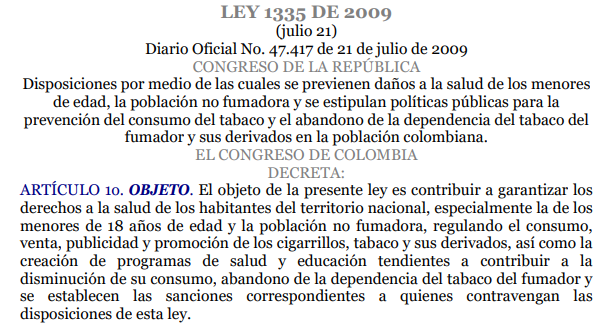 LEY 1335 DE 2009
(julio 21)
Diario Oficial No. 47.417 de 21 de julio de 2009
CONGRESO DE LA REPÚBLICA
Disposiciones por medio de las cuales se previenen daños a la salud de los menores
de edad, la población no fumadora y se estipulan políticas públicas para la
prevención del consumo del tabaco y el abandono de la dependencia del tabaco del
fumador y sus derivados en la población colombiana.
EL CONGRESO DE COLOMBIA
DECRETA:
ARTÍCULO 1o. OBJETO. El objeto de la presente ley es contribuir a garantizar los
derechos a la salud de los habitantes del territorio nacional, especialmente la de los
menores de 18 años de edad y la población no fumadora, regulando el consumo,
venta, publicidad y promoción de los cigarrillos, tabaco y sus derivados, así como la
creación de programas de salud y educación tendientes a contribuir a la
disminución de su consumo, abandono de la dependencia del tabaco del fumador y
se establecen las sanciones correspondientes a quienes contravengan las
disposiciones de esta ley.